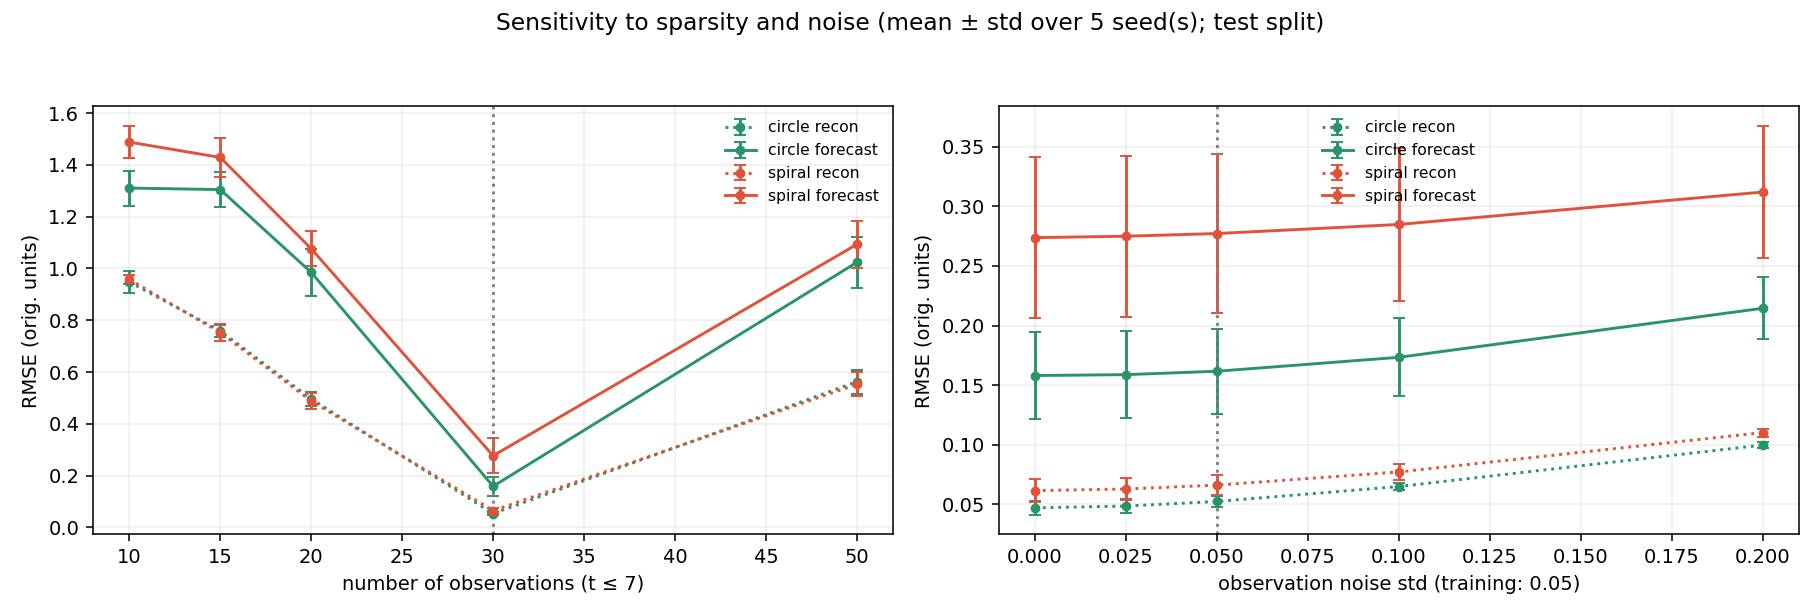 Sensitivity to sparsity and noise (mean ± std over 5 seed(s); test split)
RMSE (orig. units)
1.6
1.4
1.2
1.0
0.8
0.6
0.4
0.2
0.0
10
15
20
25
30
35
40
45
50
number of observations (t ≤ 7)
circle recon
circle forecast
spiral recon
spiral forecast
RMSE (orig. units)
0.35
0.30
0.25
0.20
0.15
0.10
0.05
0.000
0.025
0.050
0.075
0.100
0.125
0.150
0.175
0.200
observation noise std (training: 0.05)
circle recon
circle forecast
spiral recon
spiral forecast